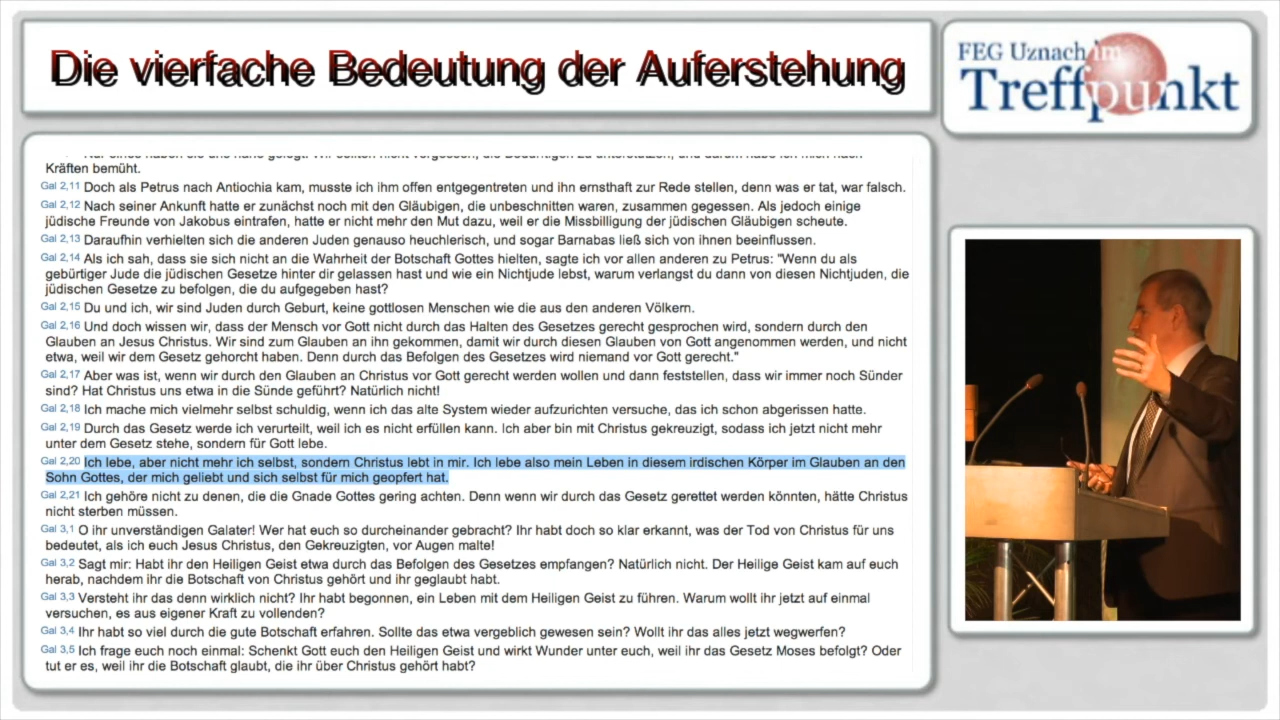 Die vierfache Bedeutung der Auferstehung
FEG Uznach im
Treffpunkt
Kräften bemüht.
Gal 2,11 Doch als Petrus nach Antiochia kam, musste ich ihm offen entgegentreten und ihn ernsthaft zur Rede stellen, denn was er tat, war falsch.
Gal 2,12 Nach seiner Ankunft hatte er zunächst noch mit den Gläubigen, die unbeschnitten waren, zusammen gegessen. Als jedoch einige
jüdische Freunde von Jakobus eintrafen, hatte er nicht mehr den Mut dazu, weil er die Missbilligung der jüdischen Gläubigen scheute.
Gal 2,13 Daraufhin verhielten sich die anderen Juden genauso heuchlerisch, und sogar Barnabas ließ sich von ihnen beeinflussen.
Gal 2,14 Als ich sah, dass sie sich nicht an die Wahrheit der Botschaft Gottes hielten, sagte ich vor allen anderen zu Petrus: "Wenn du als
gebürtiger Jude die jüdischen Gesetze hinter dir gelassen hast und wie ein Nichtjude lebst, warum verlangst du dann von diesen Nichtjuden, die
jüdischen Gesetze zu befolgen, die du aufgegeben hast?
Gal 2,15 Du und ich, wir sind Juden durch Geburt, keine gottlosen Menschen wie die aus den anderen Völkern.
Gal 2,16 Und doch wissen wir, dass der Mensch vor Gott nicht durch das Halten des Gesetzes gerecht gesprochen wird, sondern durch den
Glauben an Jesus Christus. Wir sind zum Glauben an ihn gekommen, damit wir durch diesen Glauben von Gott angenommen werden, und nicht
etwa, weil wir dem Gesetz gehorcht haben. Denn durch das Befolgen des Gesetzes wird niemand vor Gott gerecht."
Gal 2,17 Aber was ist, wenn wir durch den Glauben an Christus vor Gott gerecht werden wollen und dann feststellen, dass wir immer noch Sünder
sind? Hat Christus uns etwa in die Sünde geführt? Natürlich nicht!
Gal 2,18 Ich mache mich vielmehr selbst schuldig, wenn ich das alte System wieder aufzurichten versuche, das ich schon abgerissen hatte.
Gal 2,19 Durch das Gesetz werde ich verurteilt, weil ich es nicht erfüllen kann. Ich aber bin mit Christus gekreuzigt, sodass ich jetzt nicht mehr
unter dem Gesetz stehe, sondern für Gott lebe.
Gal 2,20 Ich lebe, aber nicht mehr ich selbst, sondern Christus lebt in mir. Ich lebe also mein Leben in diesem irdischen Körper im Glauben an den
Sohn Gottes, der mich geliebt und sich selbst für mich geopfert hat.
Gal 2,21 Ich gehöre nicht zu denen, die die Gnade Gottes gering achten. Denn wenn wir durch das Gesetz gerettet werden könnten, hätte Christus
nicht sterben müssen.
Gal 3,1 O ihr unverständigen Galater! Wer hat euch so durcheinander gebracht? Ihr habt doch so klar erkannt, was der Tod von Christus für uns
bedeutet, als ich euch Jesus Christus, den Gekreuzigten, vor Augen malte!
Gal 3,2 Sagt mir: Habt ihr den Heiligen Geist etwa durch das Befolgen des Gesetzes empfangen? Natürlich nicht. Der Heilige Geist kam auf euch
herab, nachdem ihr die Botschaft von Christus gehört und ihr geglaubt habt.
Gal 3,3 Versteht ihr das denn wirklich nicht? Ihr habt begonnen, ein Leben mit dem Heiligen Geist zu führen. Warum wollt ihr jetzt auf einmal
versuchen, es aus eigener Kraft zu vollenden?
Gal 3,4 Ihr habt so viel durch die gute Botschaft erfahren. Sollte das etwa vergeblich gewesen sein? Wollt ihr das alles jetzt wegwerfen?
Gal 3,5 Ich frage euch noch einmal: Schenkt Gott euch den Heiligen Geist und wirkt Wunder unter euch, weil ihr das Gesetz Moses befolgt? Oder
tut er es, weil ihr die Botschaft glaubt, die ihr über Christus gehört habt?